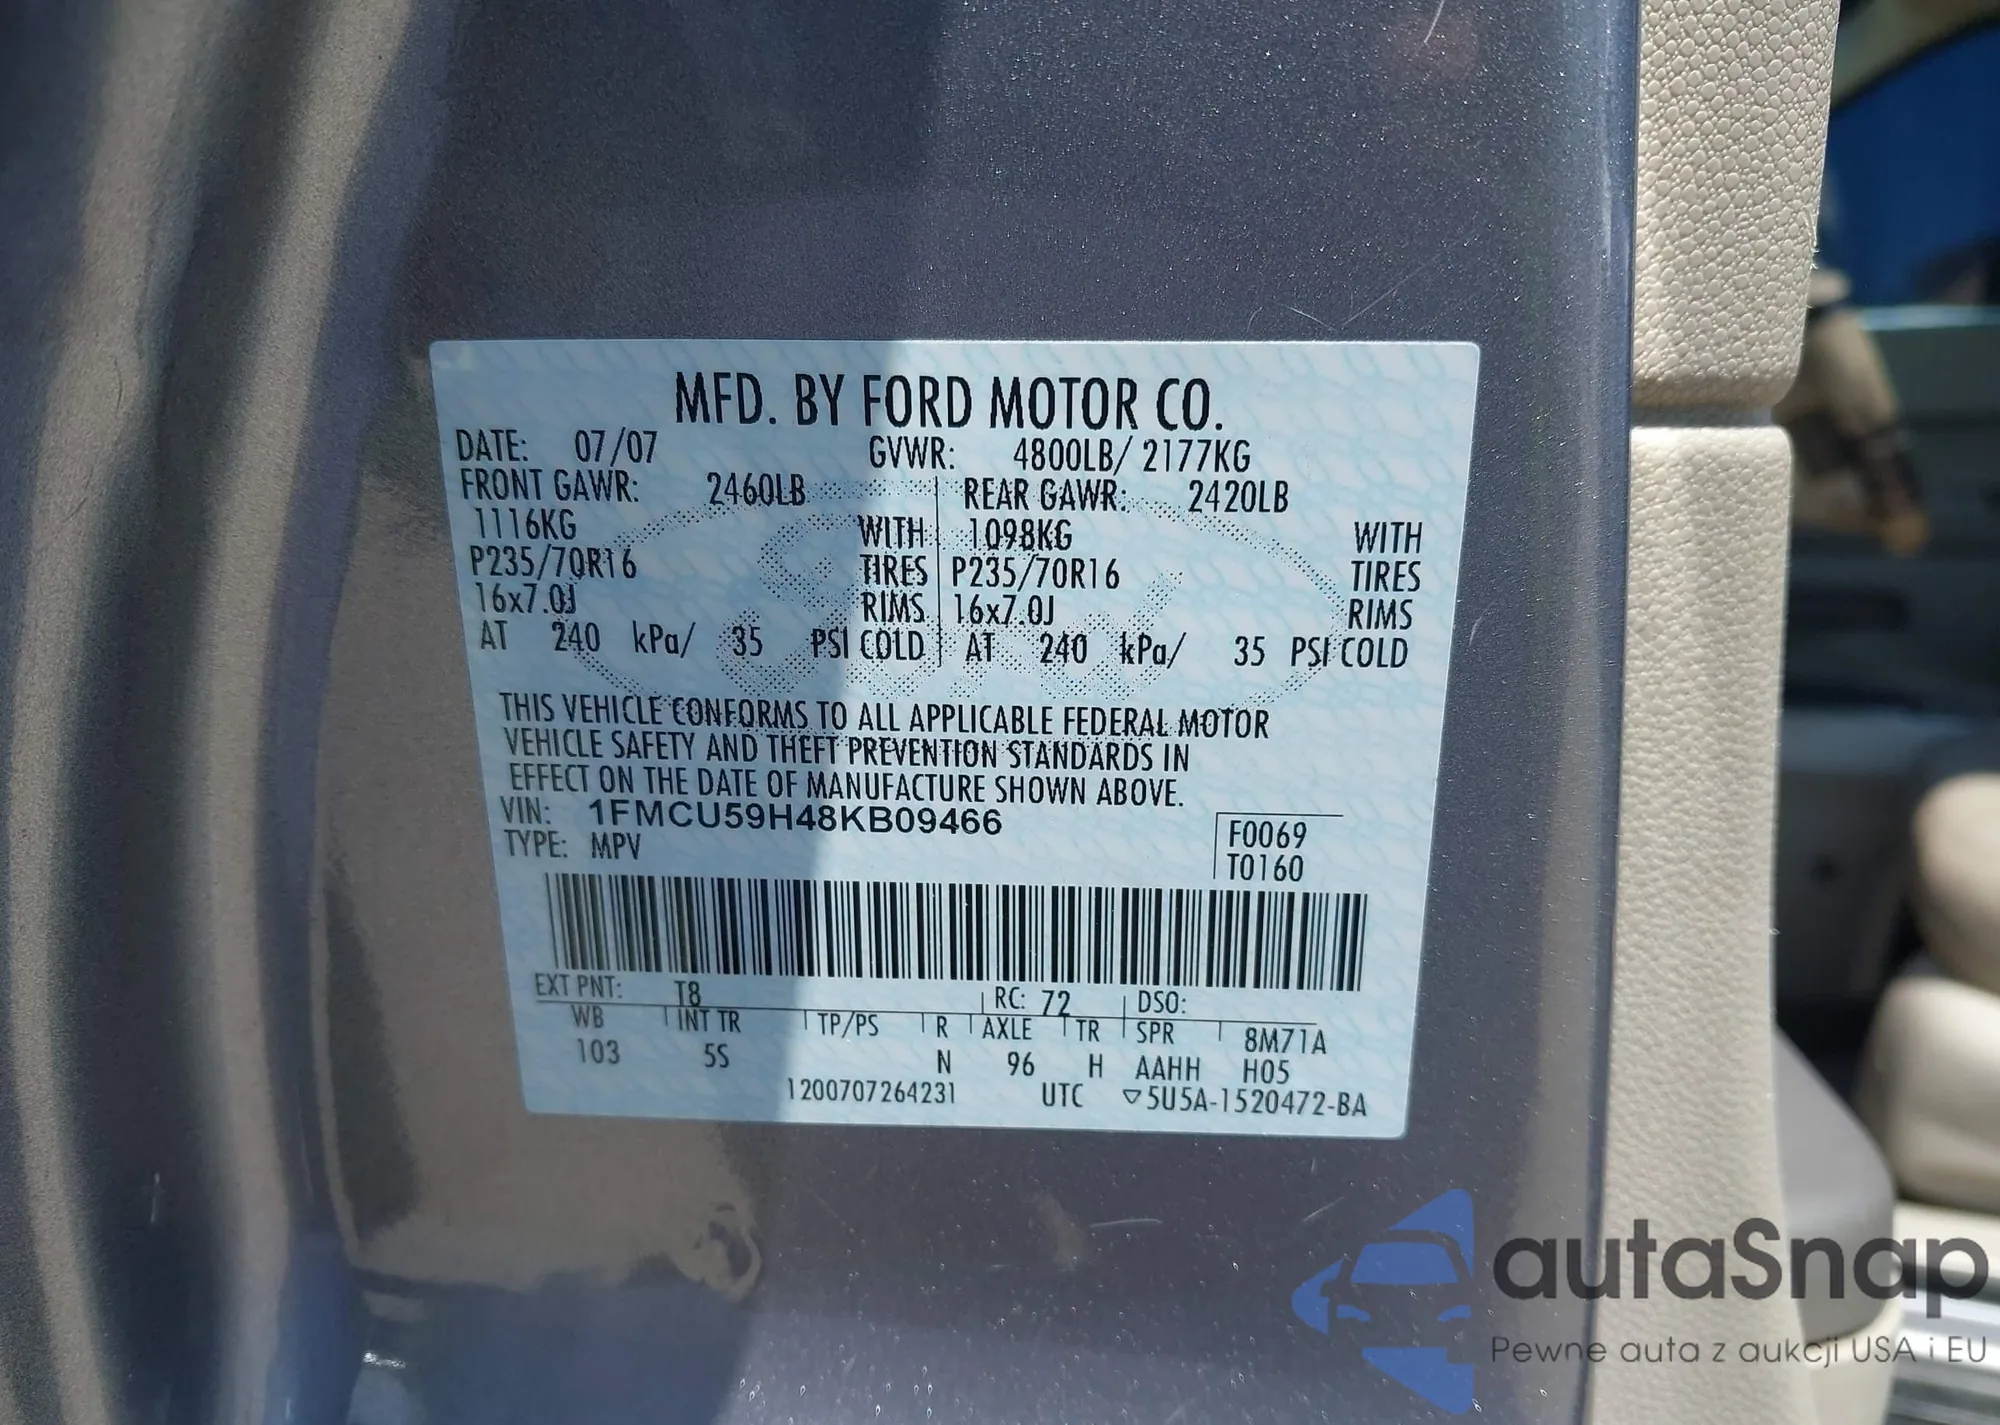 MFD. BY FORD MOTOR CO.
DATE: 07/07 GVWR: 4800LB/ 2177KG
FRONT GAWR: 2460LB REAR GAWR: 2420LB
1116KG WITH 1098KG WITH
P235/70R16 TIRES P235/70R16 TIRES
16x7.0J RIMS 16x7.0J RIMS
AT 240 kPa/ 35 PSI COLD AT 240 kPa/ 35 PSI COLD
THIS VEHICLE CONFORMS TO ALL APPLICABLE FEDERAL MOTOR
VEHICLE SAFETY AND THEFT PREVENTION STANDARDS IN
EFFECT ON THE DATE OF MANUFACTURE SHOWN ABOVE.
VIN: 1FMCU59H48KB09466
TYPE: MPV
F0069
T0160
EXT PNT: T8 RC: 72 DSO:
WB INT TR TP/PS R AXLE TR SPR 8M71A
103 5S N 96 H AAHH H05
1200707264231 UTC ▽5U5A-1520472-BA
autaSnap
Pewne auta z aukcji USA i EU